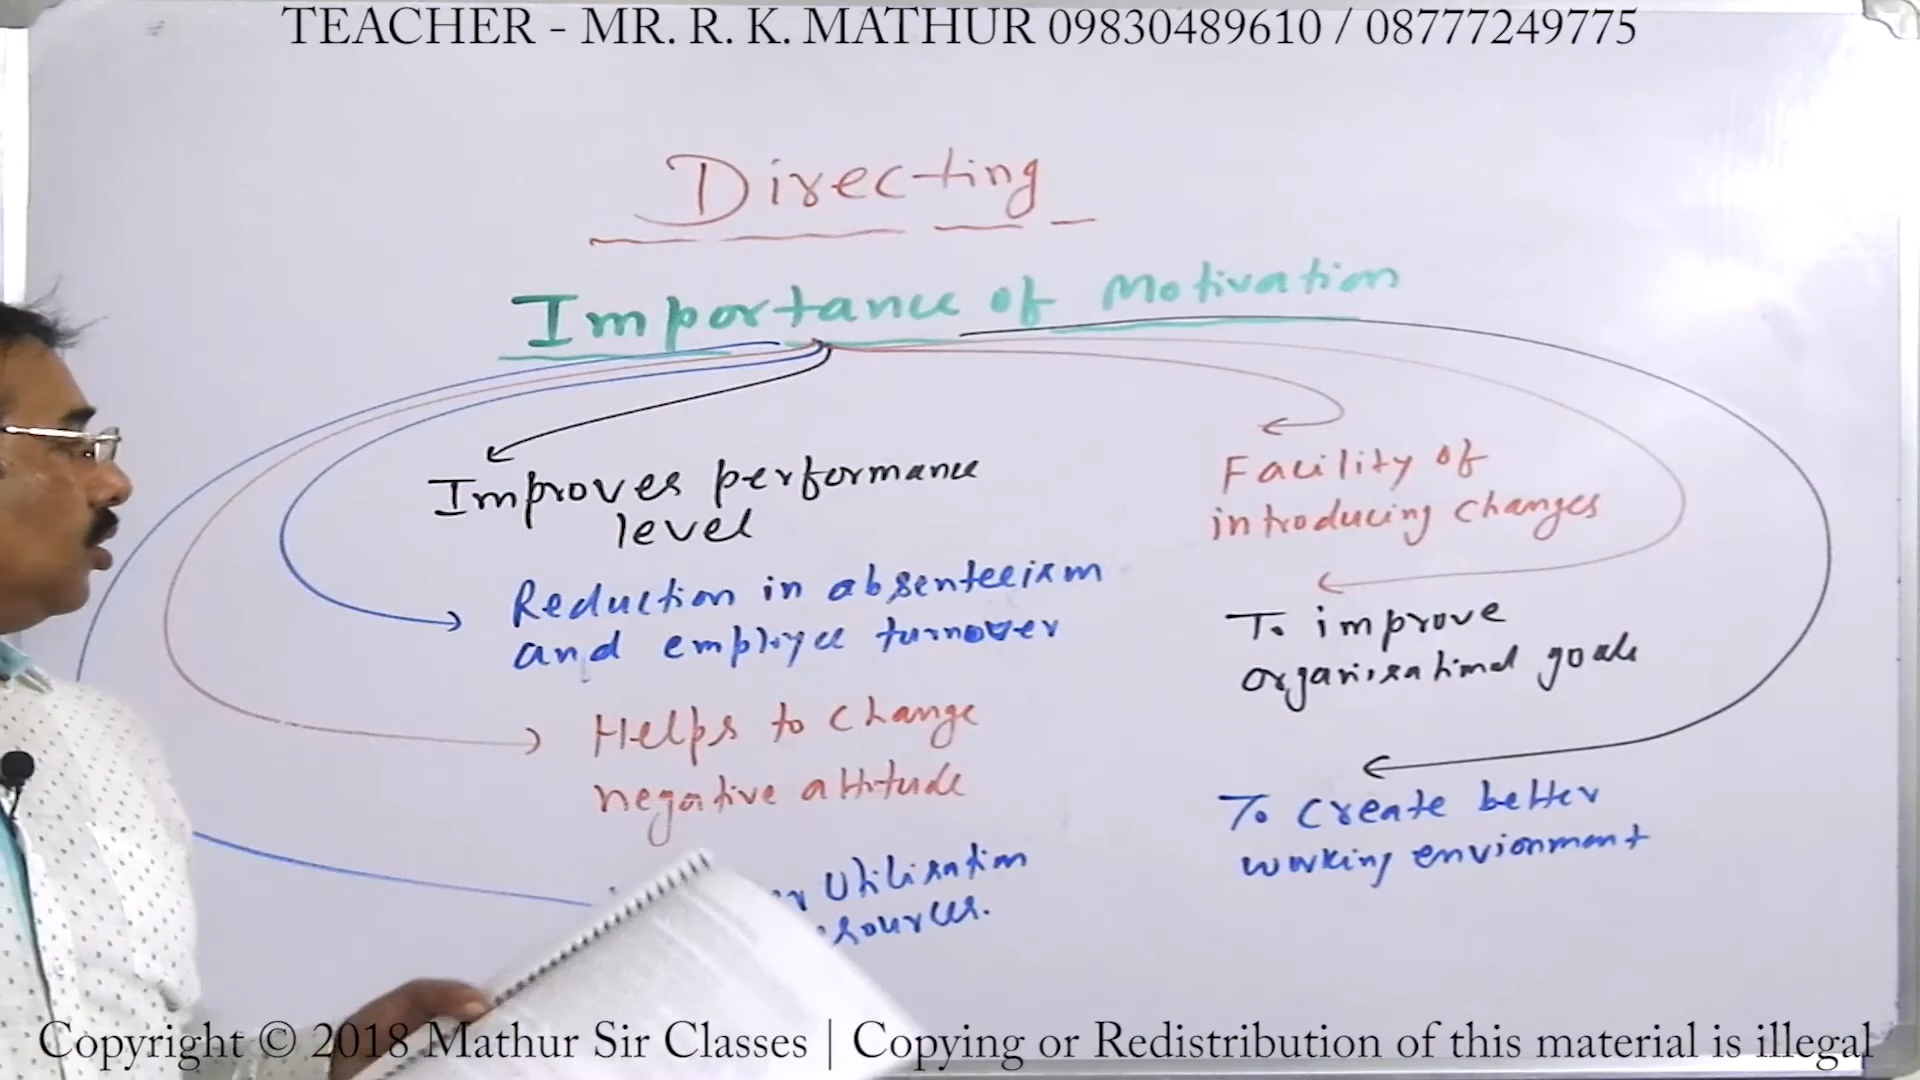 TEACHER - MR. R. K. MATHUR 09830489610 / 08777249775
Directing
Importance of Motivation
Improves performance
level
Reduction in absenteeism
and employee turnover
Helps to change
negative attitude
Utilisation
Facility of
introducing changes
To improve
organisational goals
To create better
working envionment
Copyright © 2018 Mathur Sir Classes | Copying or Redistribution of this material is illegal